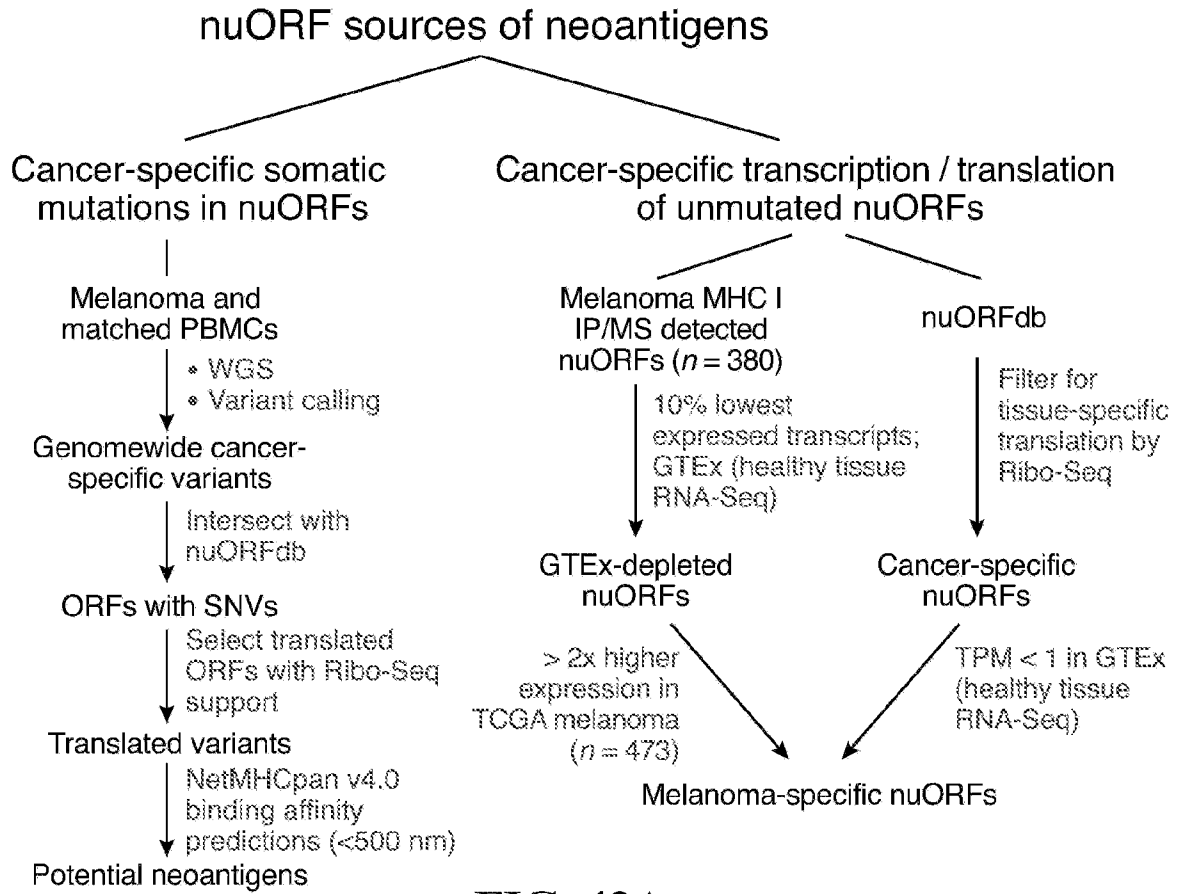 nuORF sources of neoantigens
Cancer-specific somatic
mutations in nuORFs
Melanoma and
matched PBMCs
• WGS
• Variant calling
Genomewide cancer-
specific variants
Intersect with
nuORFdb
ORFs with SNVs
Select translated
ORFs with Ribo-Seq
support
Translated variants
NetMHCpan v4.0
binding affinity
predictions (<500 nm)
Potential neoantigens
Cancer-specific transcription / translation
of unmutated nuORFs
Melanoma MHC I
IP/MS detected
nuORFs (n = 380)
10% lowest
expressed transcripts;
GTEx (healthy tissue
RNA-Seq)
GTEx-depleted
nuORFs
> 2x higher
expression in
TCGA melanoma
(n = 473)
nuORFdb
Filter for
tissue-specific
translation by
Ribo-Seq
Cancer-specific
nuORFs
TPM < 1 in GTEx
(healthy tissue
RNA-Seq)
Melanoma-specific nuORFs